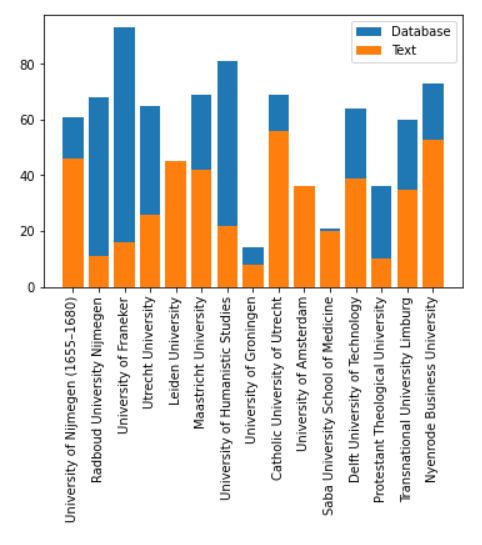 Database
Text
80
60
40
20
0
University of Nijmegen (1655–1680)
Radboud University Nijmegen
University of Franeker
Utrecht University
Leiden University
Maastricht University
University of Humanistic Studies
University of Groningen
Catholic University of Utrecht
University of Amsterdam
Saba University School of Medicine
Delft University of Technology
Protestant Theological University
Transnational University Limburg
Nyenrode Business University